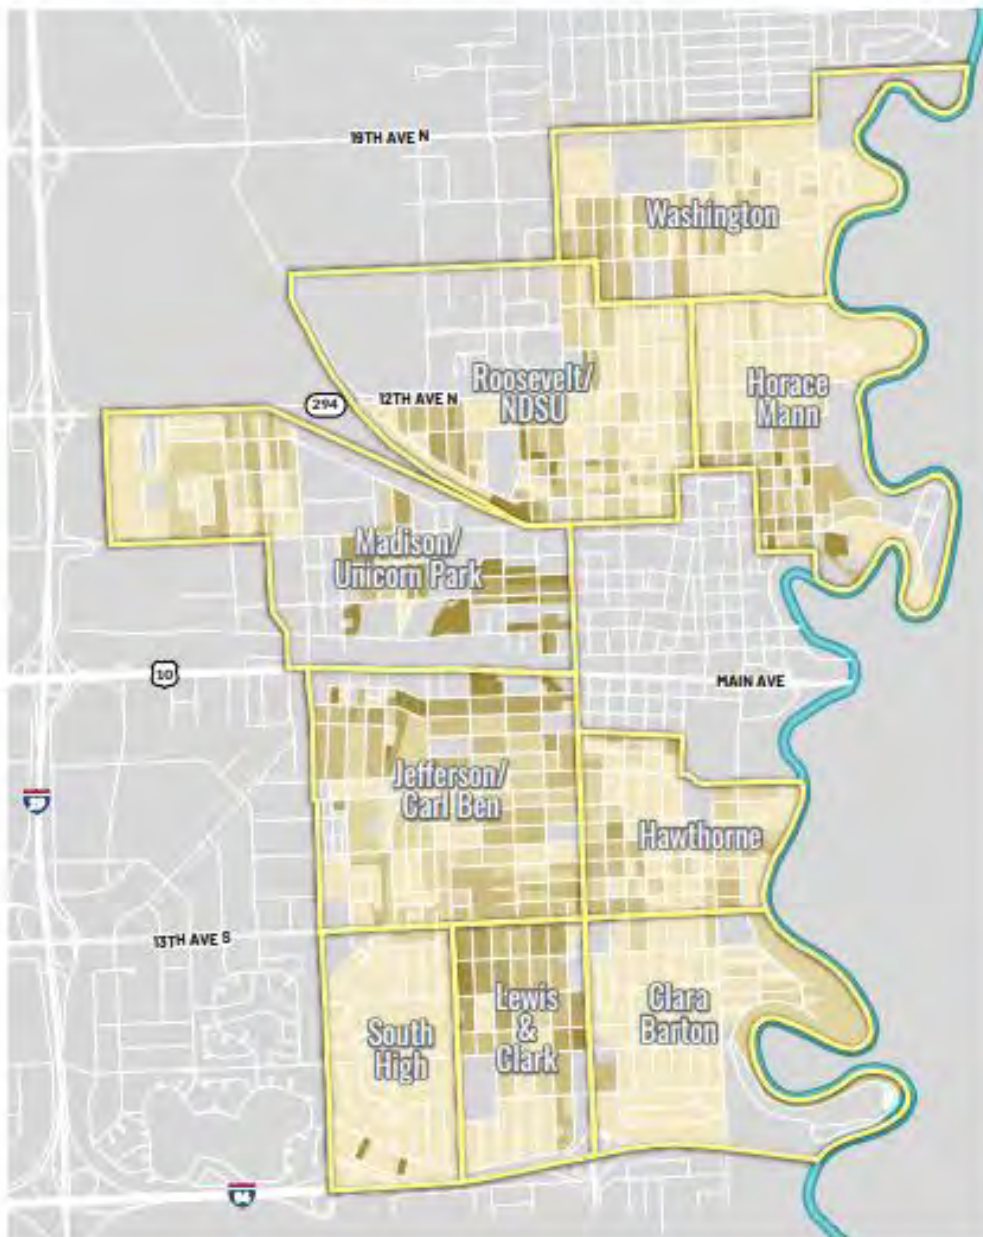 19TH AVE N
Washington
Roosevelt/
NDSU
Horace
Mann
294
12TH AVE N
Madison/
Unicorn Park
10
MAIN AVE
Jefferson/
Carl Ben
Hawthorne
13TH AVE S
Lewis
&
Clark
Clara
Barton
South
High
94